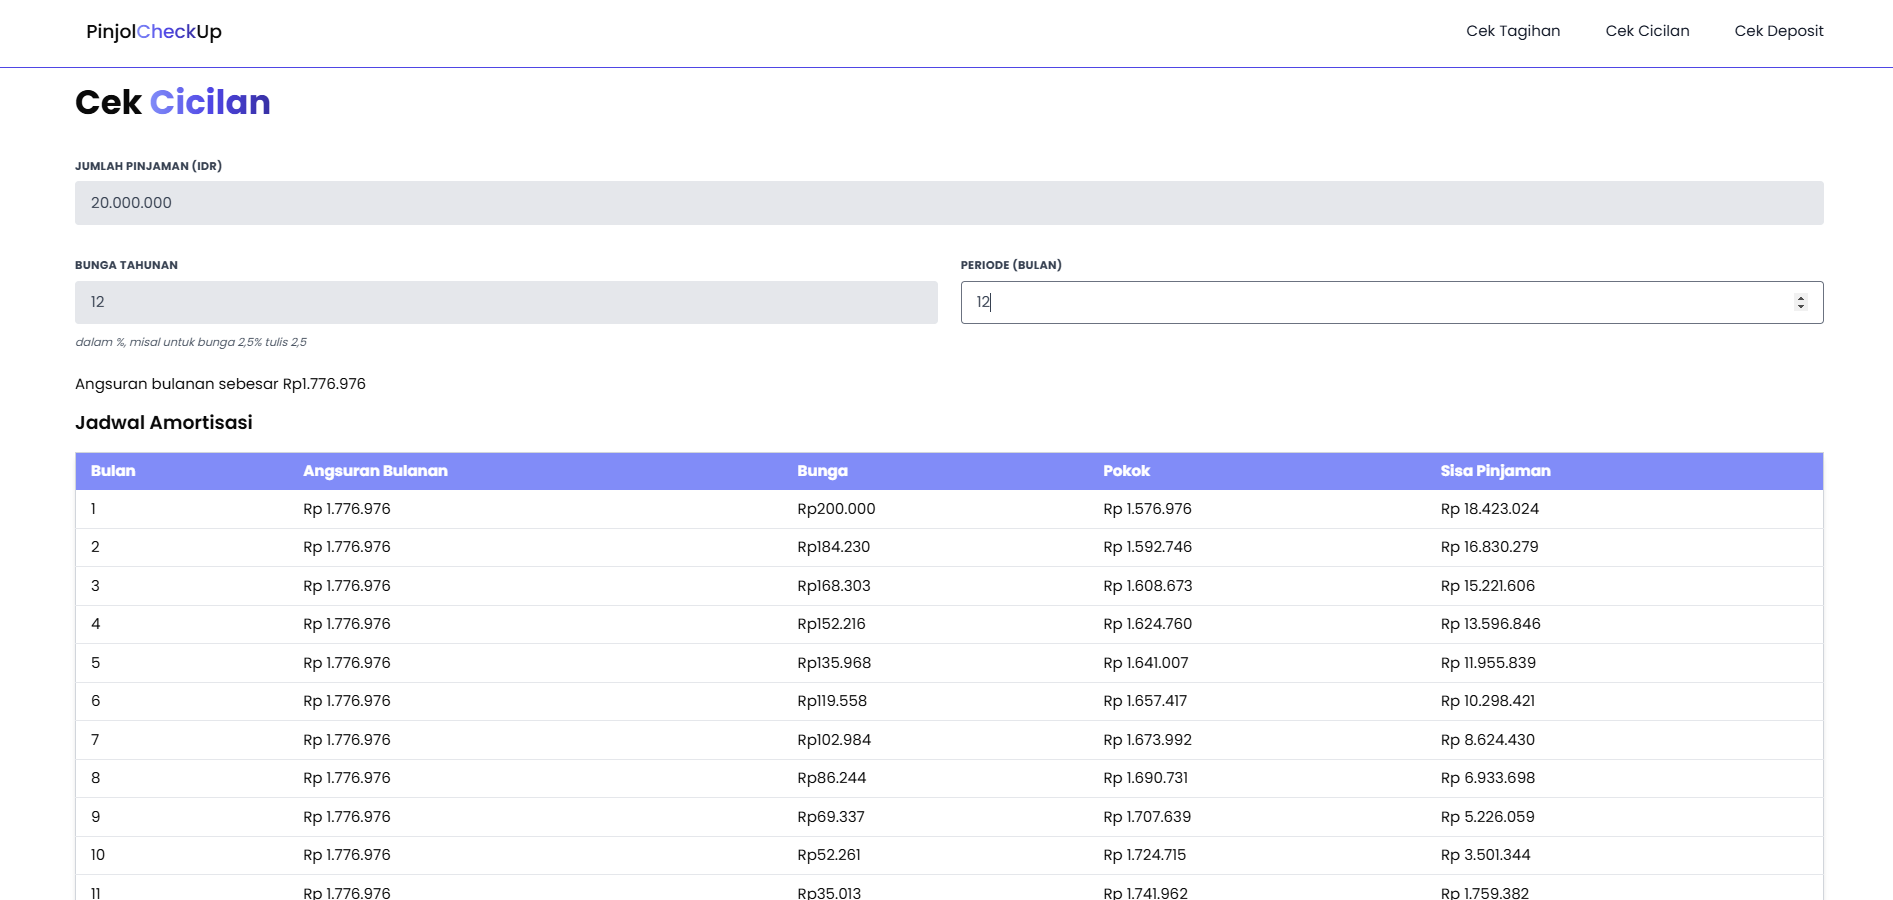 PinjolCheckUp Cek Tagihan Cek Cicilan Cek Deposit
Cek Cicilan
JUMLAH PINJAMAN (IDR)
20.000.000
BUNGA TAHUNAN PERIODE (BULAN)
12 12
dalam %, misal untuk bunga 2,5% tulis 2,5
Angsuran bulanan sebesar Rp1.776.976
Jadwal Amortisasi
Bulan Angsuran Bulanan Bunga Pokok Sisa Pinjaman
1 Rp 1.776.976 Rp200.000 Rp 1.576.976 Rp 18.423.024
2 Rp 1.776.976 Rp184.230 Rp 1.592.746 Rp 16.830.279
3 Rp 1.776.976 Rp168.303 Rp 1.608.673 Rp 15.221.606
4 Rp 1.776.976 Rp152.216 Rp 1.624.760 Rp 13.596.846
5 Rp 1.776.976 Rp135.968 Rp 1.641.007 Rp 11.955.839
6 Rp 1.776.976 Rp119.558 Rp 1.657.417 Rp 10.298.421
7 Rp 1.776.976 Rp102.984 Rp 1.673.992 Rp 8.624.430
8 Rp 1.776.976 Rp86.244 Rp 1.690.731 Rp 6.933.698
9 Rp 1.776.976 Rp69.337 Rp 1.707.639 Rp 5.226.059
10 Rp 1.776.976 Rp52.261 Rp 1.724.715 Rp 3.501.344
11 Rp 1.776.976 Rp35.013 Rp 1.741.962 Rp 1.759.382